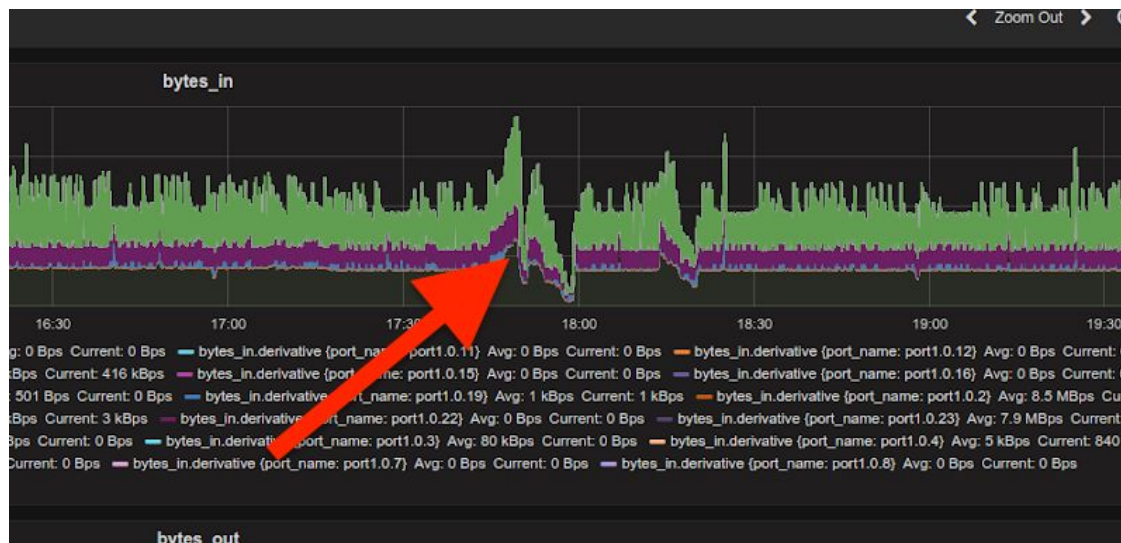 Zoom Out
bytes_in
16:30 17:00 17:30 18:00 18:30 19:00 19:30
g: 0 Bps Current: 0 Bps bytes_in.derivative {port_name: port1.0.11} Avg: 0 Bps Current: 0 Bps bytes_in.derivative {port_name: port1.0.12} Avg: 0 Bps Current:
kBps Current: 416 kBps bytes_in.derivative {port_name: port1.0.15} Avg: 0 Bps Current: 0 Bps bytes_in.derivative {port_name: port1.0.16} Avg: 0 Bps Current:
501 Bps Current: 0 Bps bytes_in.derivative {port_name: port1.0.19} Avg: 1 kBps Current: 1 kBps bytes_in.derivative {port_name: port1.0.2} Avg: 8.5 MBps Cu
kBps Current: 3 kBps bytes_in.derivative {port_name: port1.0.22} Avg: 0 Bps Current: 0 Bps bytes_in.derivative {port_name: port1.0.23} Avg: 7.9 MBps Current
Bps Current: 0 Bps bytes_in.derivative {port_name: port1.0.3} Avg: 80 kBps Current: 0 Bps bytes_in.derivative {port_name: port1.0.4} Avg: 5 kBps Current: 840
Current: 0 Bps bytes_in.derivative {port_name: port1.0.7} Avg: 0 Bps Current: 0 Bps bytes_in.derivative {port_name: port1.0.8} Avg: 0 Bps Current: 0 Bps
bytes_out